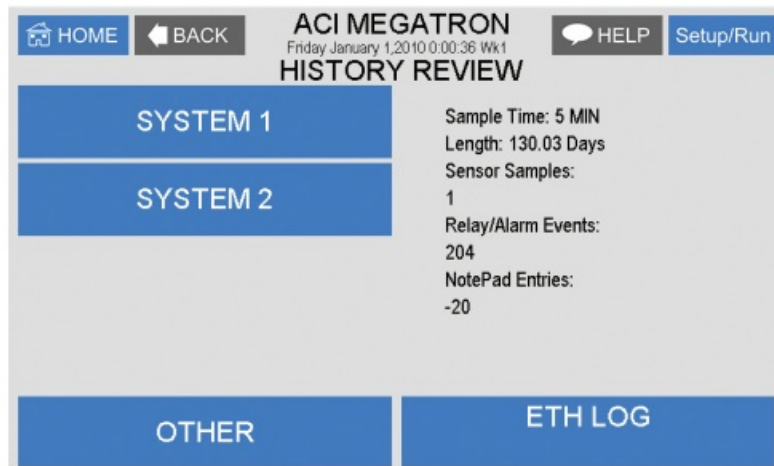 HOME
BACK
ACI MEGATRON
Friday January 1,2010 0:00:36 Wk1
HISTORY REVIEW
HELP
Setup/Run
SYSTEM 1
SYSTEM 2
Sample Time: 5 MIN
Length: 130.03 Days
Sensor Samples:
1
Relay/Alarm Events:
204
NotePad Entries:
-20
OTHER
ETH LOG